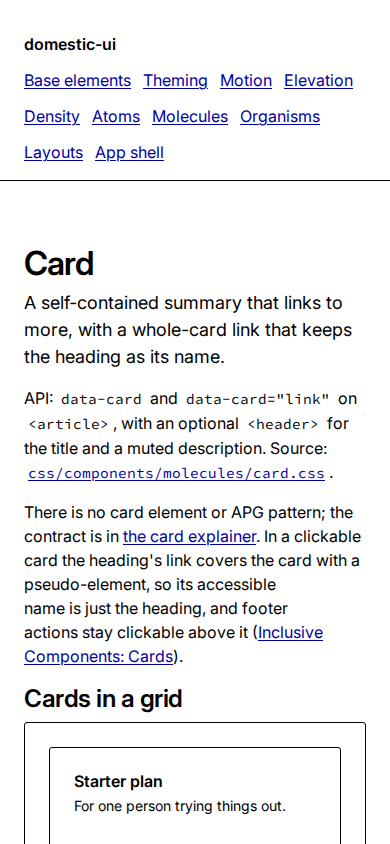 domestic-ui
Base elements Theming Motion Elevation
Density Atoms Molecules Organisms
Layouts App shell
Card
A self-contained summary that links to
more, with a whole-card link that keeps
the heading as its name.
API: data-card and data-card="link" on
<article>, with an optional <header> for
the title and a muted description. Source:
css/components/molecules/card.css.
There is no card element or APG pattern; the
contract is in the card explainer. In a clickable
card the heading's link covers the card with a
pseudo-element, so its accessible
name is just the heading, and footer
actions stay clickable above it (Inclusive
Components: Cards).
Cards in a grid
Starter plan
For one person trying things out.